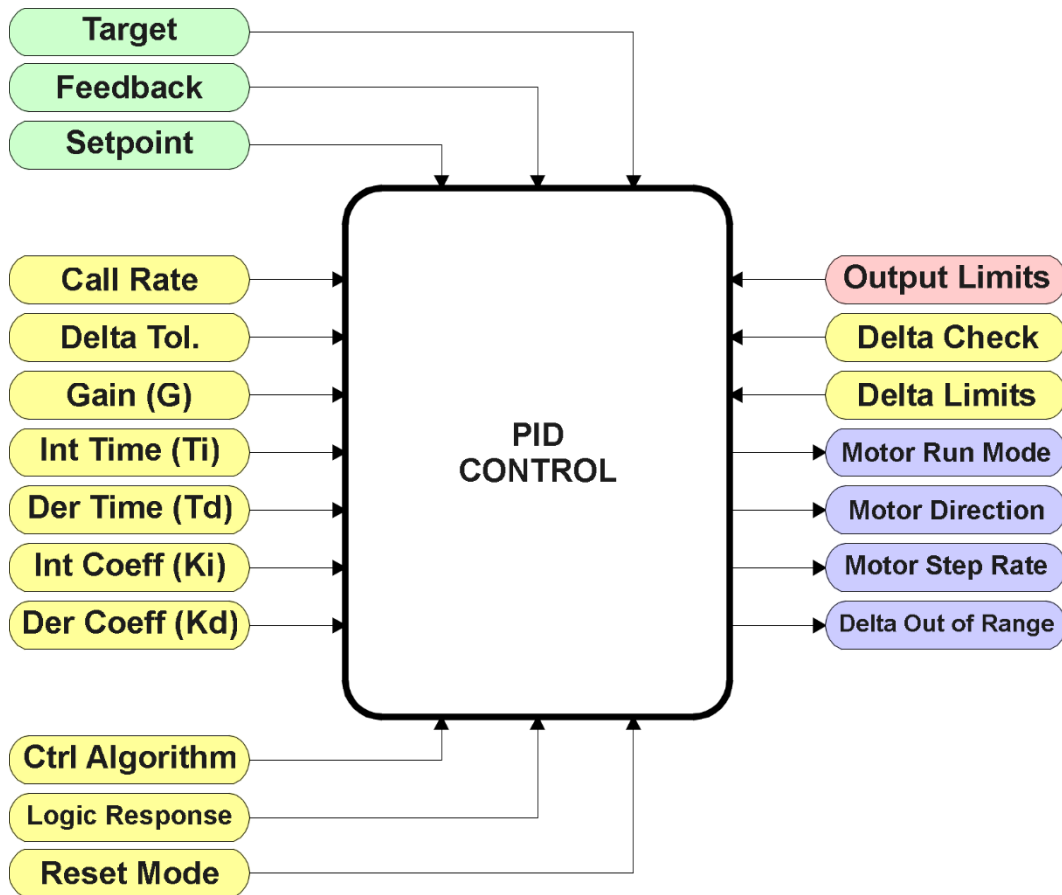 Target
Feedback
Setpoint
Call Rate
Delta Tol.
Gain (G)
Int Time (Ti)
Der Time (Td)
Int Coeff (Ki)
Der Coeff (Kd)
PID
CONTROL
Output Limits
Delta Check
Delta Limits
Motor Run Mode
Motor Direction
Motor Step Rate
Delta Out of Range
Ctrl Algorithm
Logic Response
Reset Mode